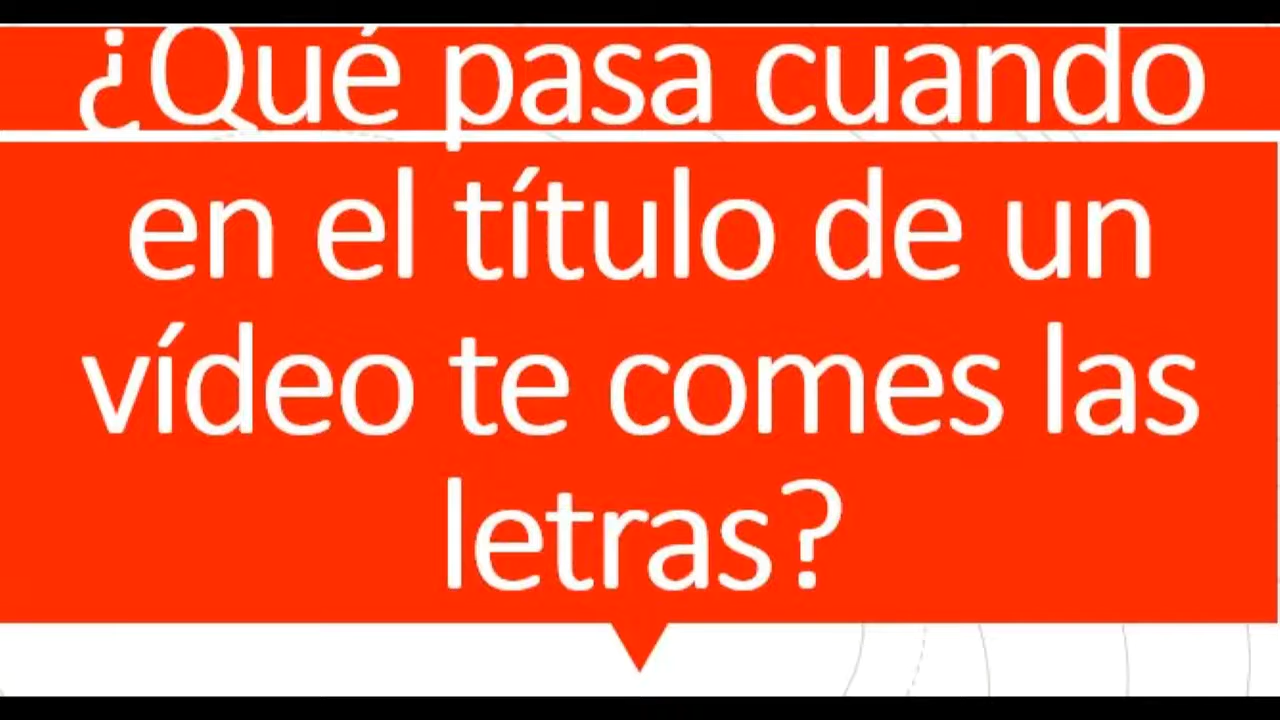 ¿Qué pasa cuando
en el título de un
vídeo te comes las
letras?